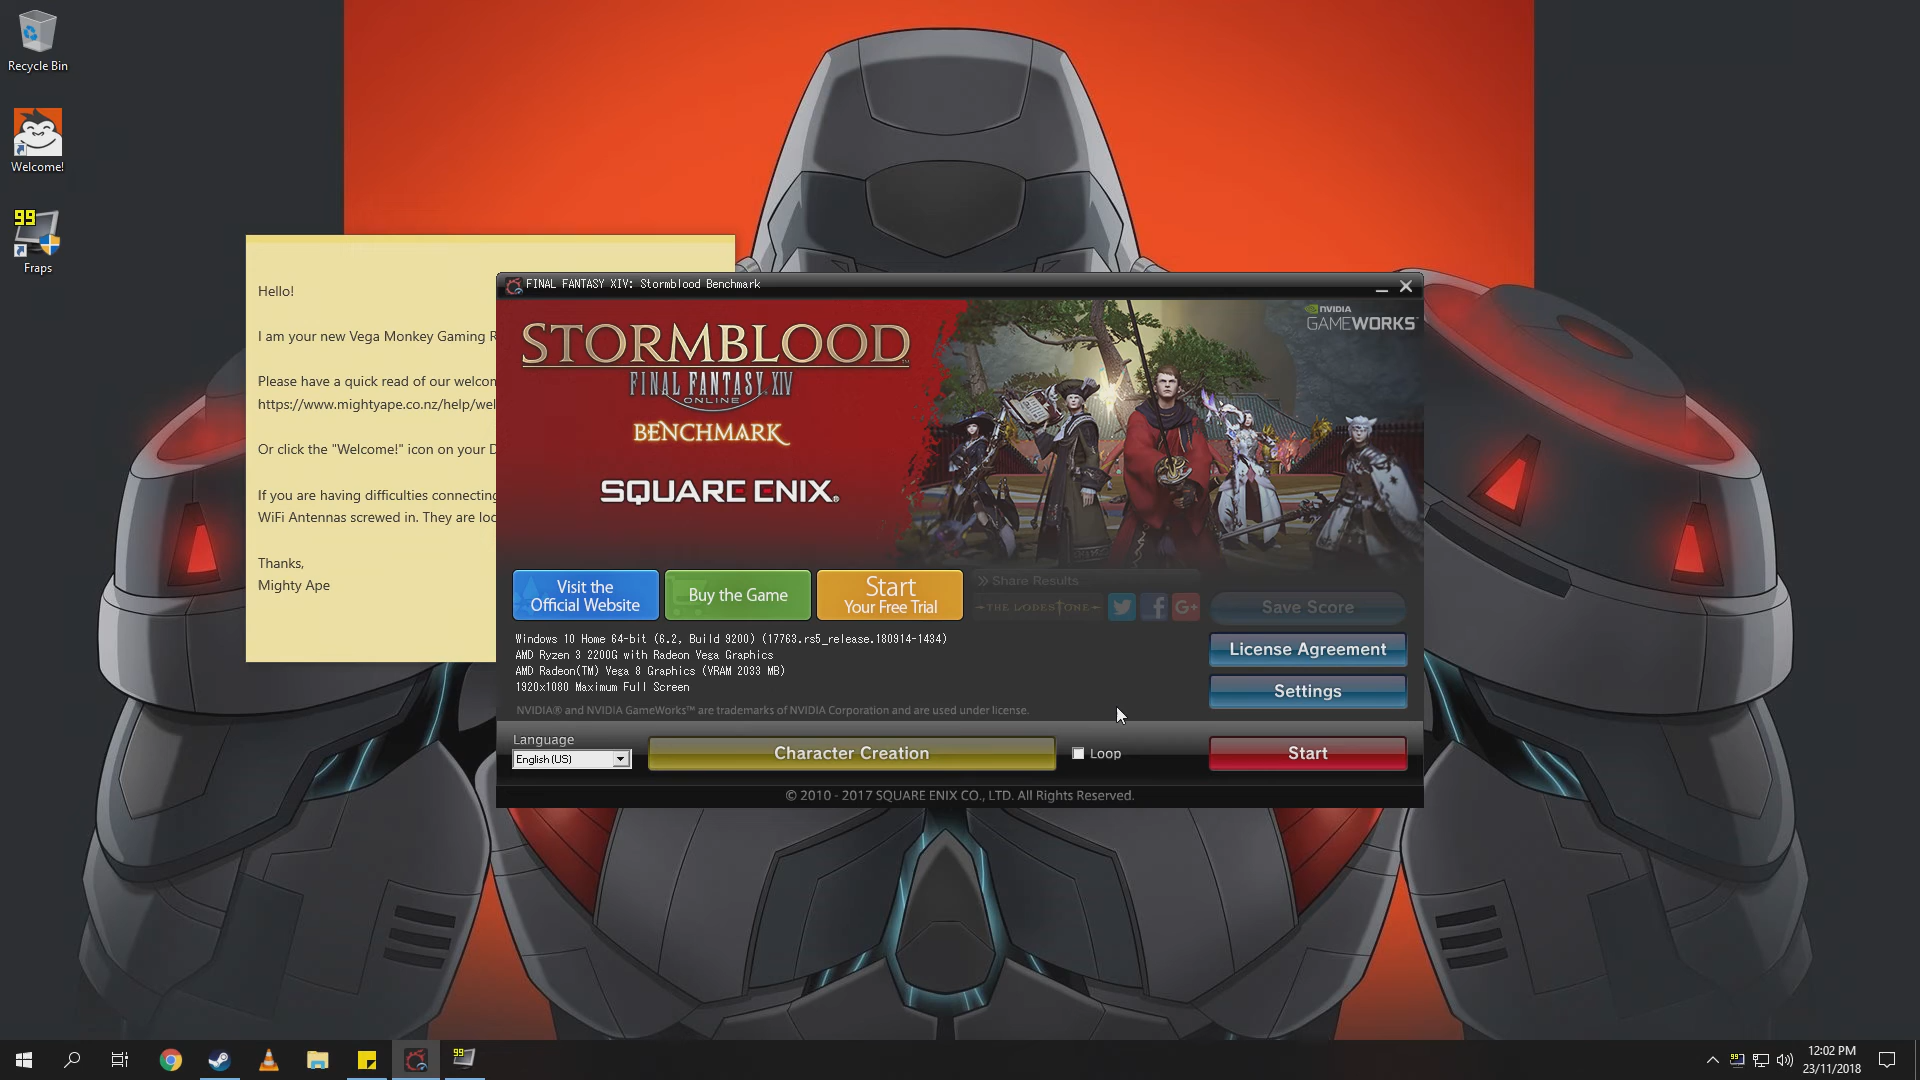 Recycle Bin
Welcome!
99
Fraps
Hello!
I am your new Vega Monkey Gaming R
Please have a quick read of our welcon
https://www.mightyape.co.nz/help/wel
Or click the "Welcome!" icon on your D
If you are having difficulties connecting
WiFi Antennas screwed in. They are loc
Thanks,
Mighty Ape
FINAL FANTASY XIV: Stormblood Benchmark
NVIDIA
GAMEWORKS
STORMBLOOD
FINAL FANTASY XIV
ONLINE
BENCHMARK
SQUARE ENIX®
Visit the
Official Website
Buy the Game
Start
Your Free Trial
Share Results
THE LODESTONE
Save Score
Windows 10 Home 64-bit (6.2, Build 9200) (17763.rs5_release.180914-1434)
AMD Ryzen 3 2200G with Radeon Vega Graphics
AMD Radeon(TM) Vega 8 Graphics (VRAM 2033 MB)
1920x1080 Maximum Full Screen
License Agreement
Settings
NVIDIA® and NVIDIA GameWorks™ are trademarks of NVIDIA Corporation and are used under license.
Language
English (US)
Character Creation
Loop
Start
© 2010 - 2017 SQUARE ENIX CO., LTD. All Rights Reserved.
99
99
12:02 PM
23/11/2018